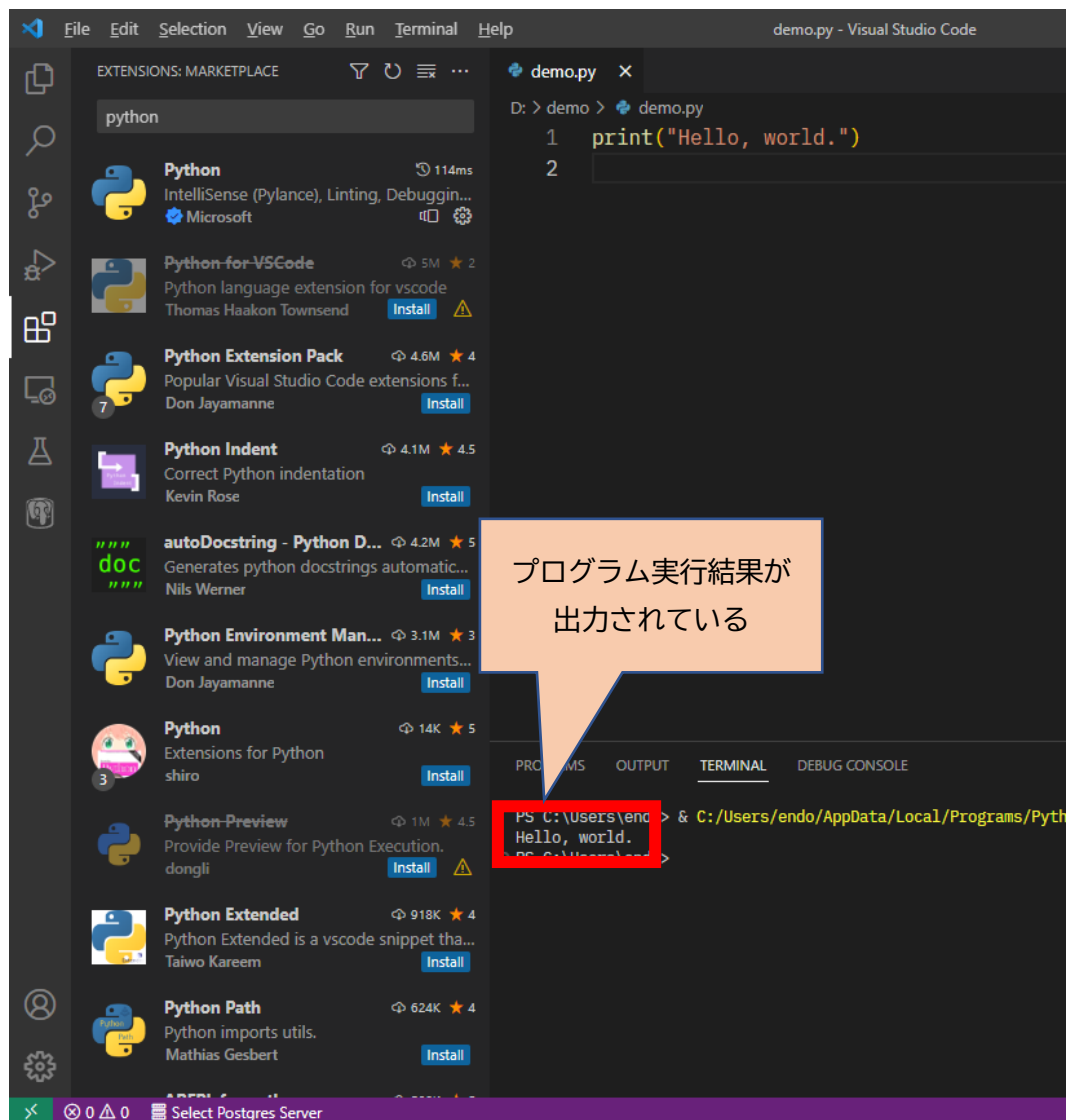 File Edit Selection View Go Run Terminal Help
demo.py - Visual Studio Code
EXTENSIONS: MARKETPLACE
python
Python 114ms
IntelliSense (Pylance), Linting, Debuggin...
Microsoft
Python for VSCode 5M 2
Python language extension for vscode
Thomas Haakon Townsend Install
Python Extension Pack 4.6M 4
Popular Visual Studio Code extensions f...
7 Don Jayamanne Install
Python Indent 4.1M 4.5
Correct Python indentation
Kevin Rose Install
autoDocstring - Python D... 4.2M 5
Generates python docstrings automatic...
Nils Werner Install
""" doc """
Python Environment Man... 3.1M 3
View and manage Python environments...
Don Jayamanne Install
Python 14K 5
Extensions for Python
3 shiro Install
Python Preview 1M 4.5
Provide Preview for Python Execution.
dongli Install
Python Extended 918K 4
Python Extended is a vscode snippet tha...
Taiwo Kareem Install
Python Path 624K 4
Python imports utils.
Mathias Gesbert Install
demo.py
D: > demo > demo.py
1 print("Hello, world.")
2
プログラム実行結果が
出力されている
OUTPUT TERMINAL DEBUG CONSOLE
PS C:\Users\endo> & C:/Users/endo/AppData/Local/Programs/Pyth
Hello, world.
0 0 Select Postgres Server